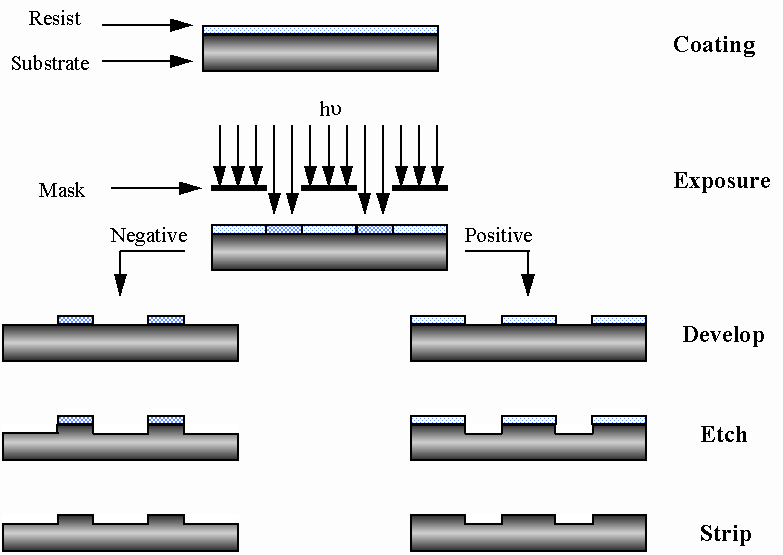 Resist
Substrate
Coating
hυ
Mask
Exposure
Negative
Positive
Develop
Etch
Strip